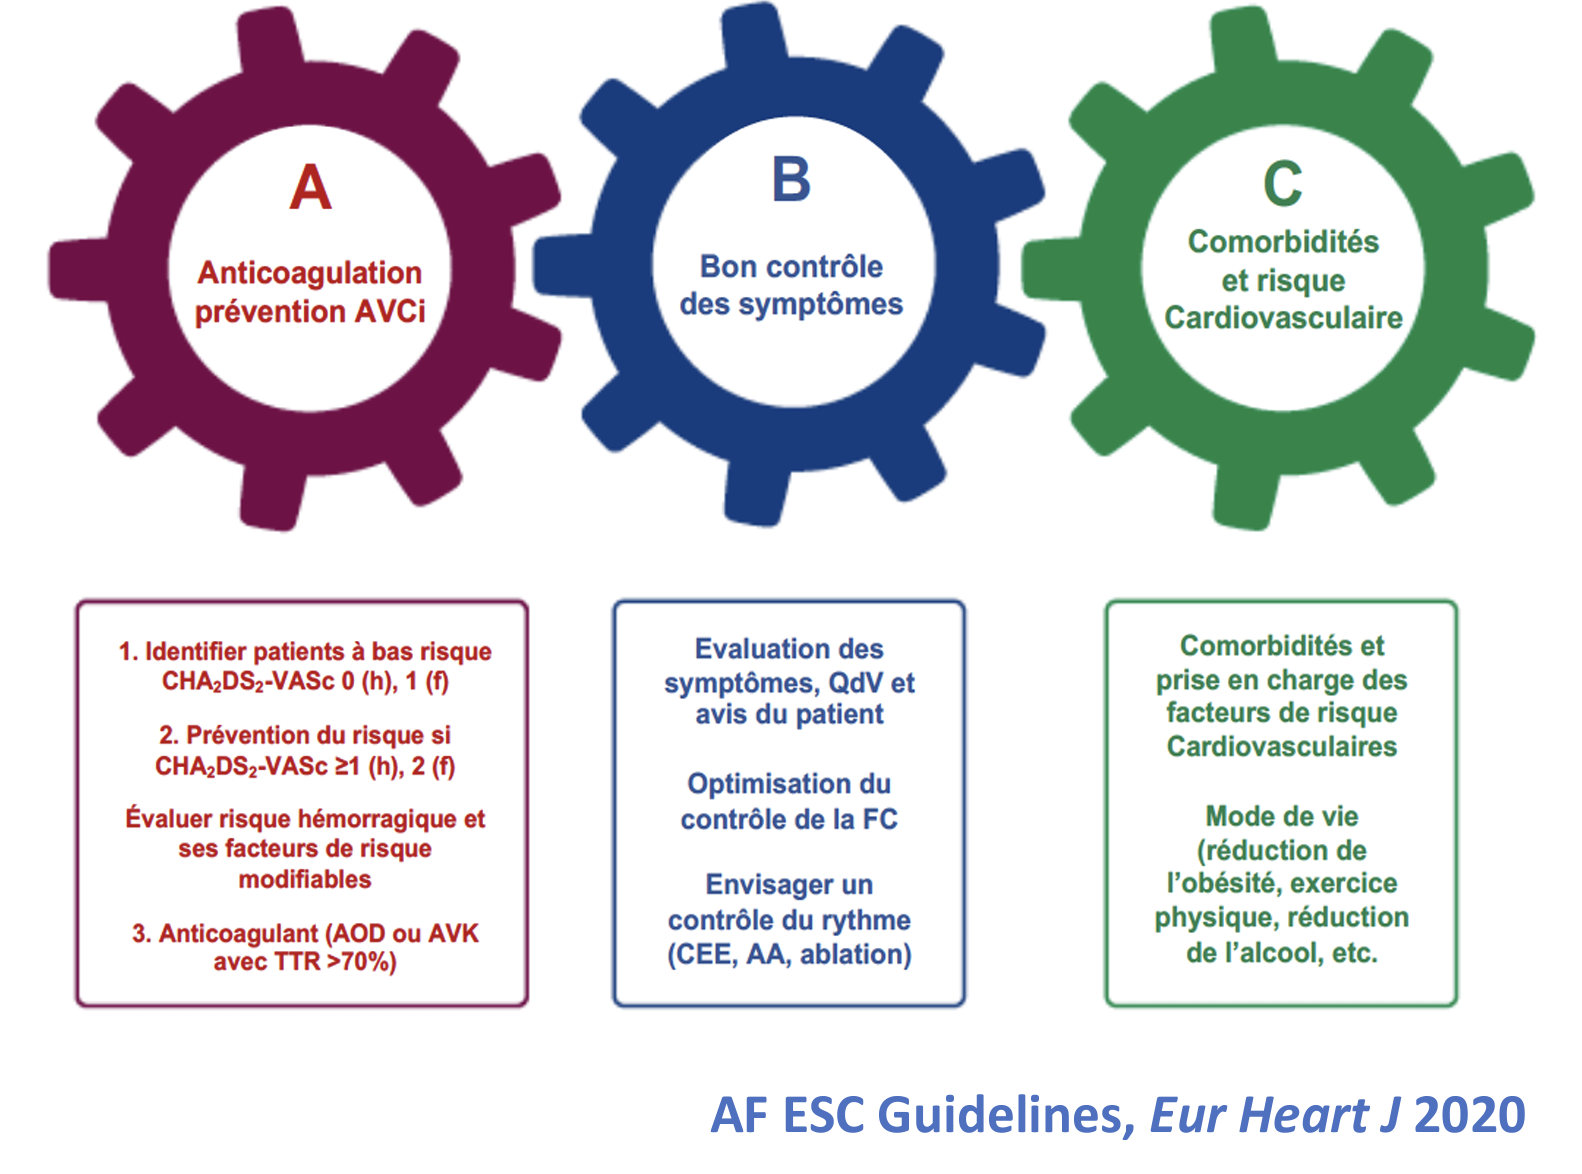 A
Anticoagulation
prévention AVCi
B
Bon contrôle
des symptômes
C
Comorbidités
et risque
Cardiovasculaire
1. Identifier patients à bas risque
CHA₂DS₂-VASc 0 (h), 1 (f)
2. Prévention du risque si
CHA₂DS₂-VASc ≥1 (h), 2 (f)
Évaluer risque hémorragique et
ses facteurs de risque
modifiables
3. Anticoagulant (AOD ou AVK
avec TTR >70%)
Evaluation des
symptômes, QdV et
avis du patient
Optimisation du
contrôle de la FC
Envisager un
contrôle du rythme
(CEE, AA, ablation)
Comorbidités et
prise en charge des
facteurs de risque
Cardiovasculaires
Mode de vie
(réduction de
l'obésité, exercice
physique, réduction
de l'alcool, etc.
AF ESC Guidelines, Eur Heart J 2020